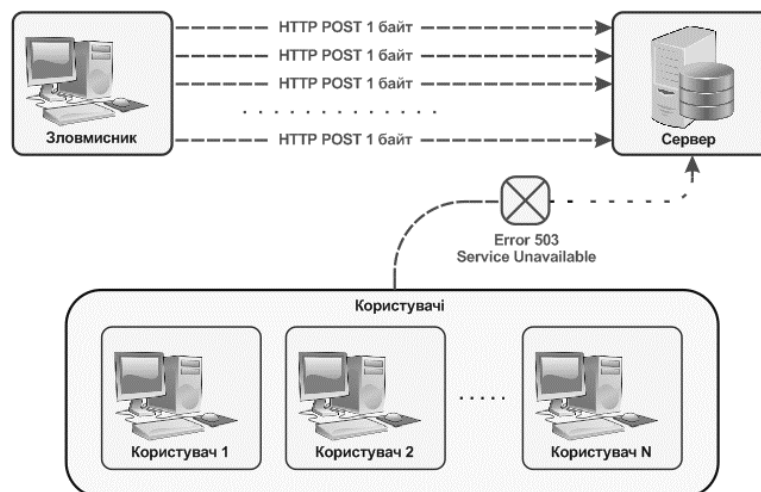 HTTP POST 1 байт
HTTP POST 1 байт
HTTP POST 1 байт
. . . . . . . . . . . . .
HTTP POST 1 байт
Зловмисник
Сервер
Error 503
Service Unavailable
Користувачі
.....
Користувач 1
Користувач 2
Користувач N